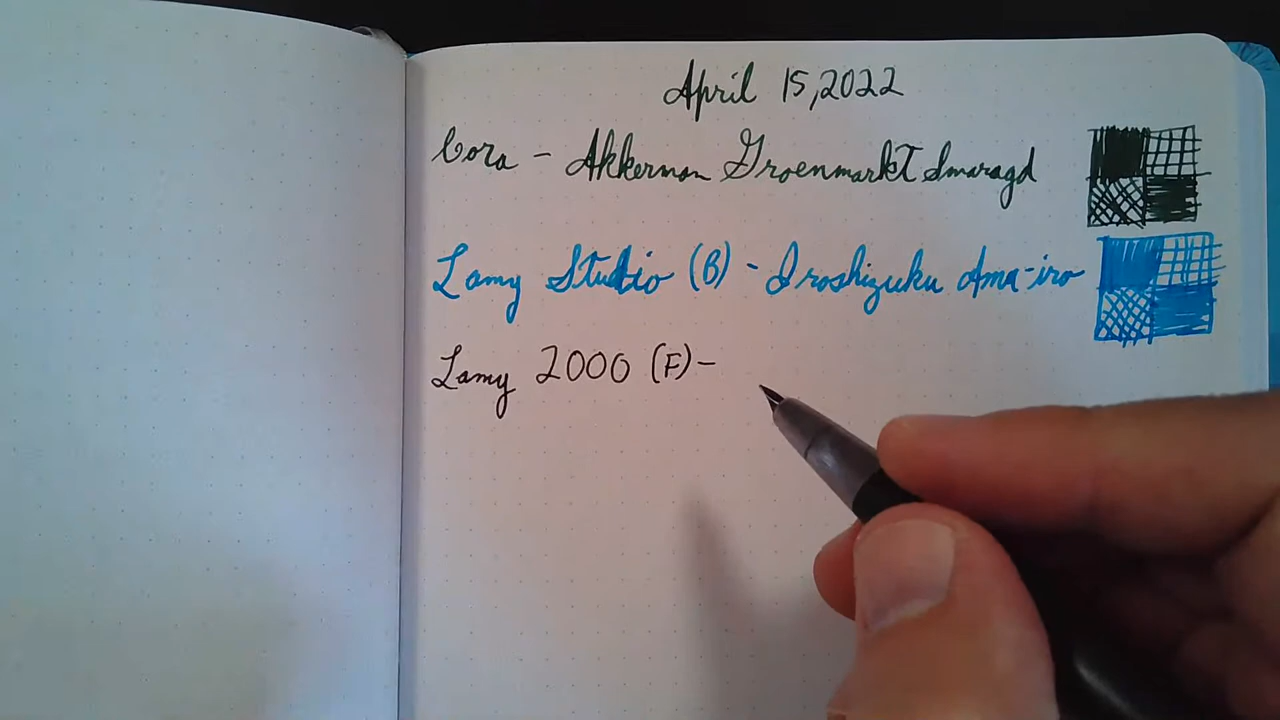 April 15, 2022
Cora - Akkerman Groenmarkt Smaragd
Lamy Studio (B) - Iroshizuku Ama-iro
Lamy 2000 (F) -